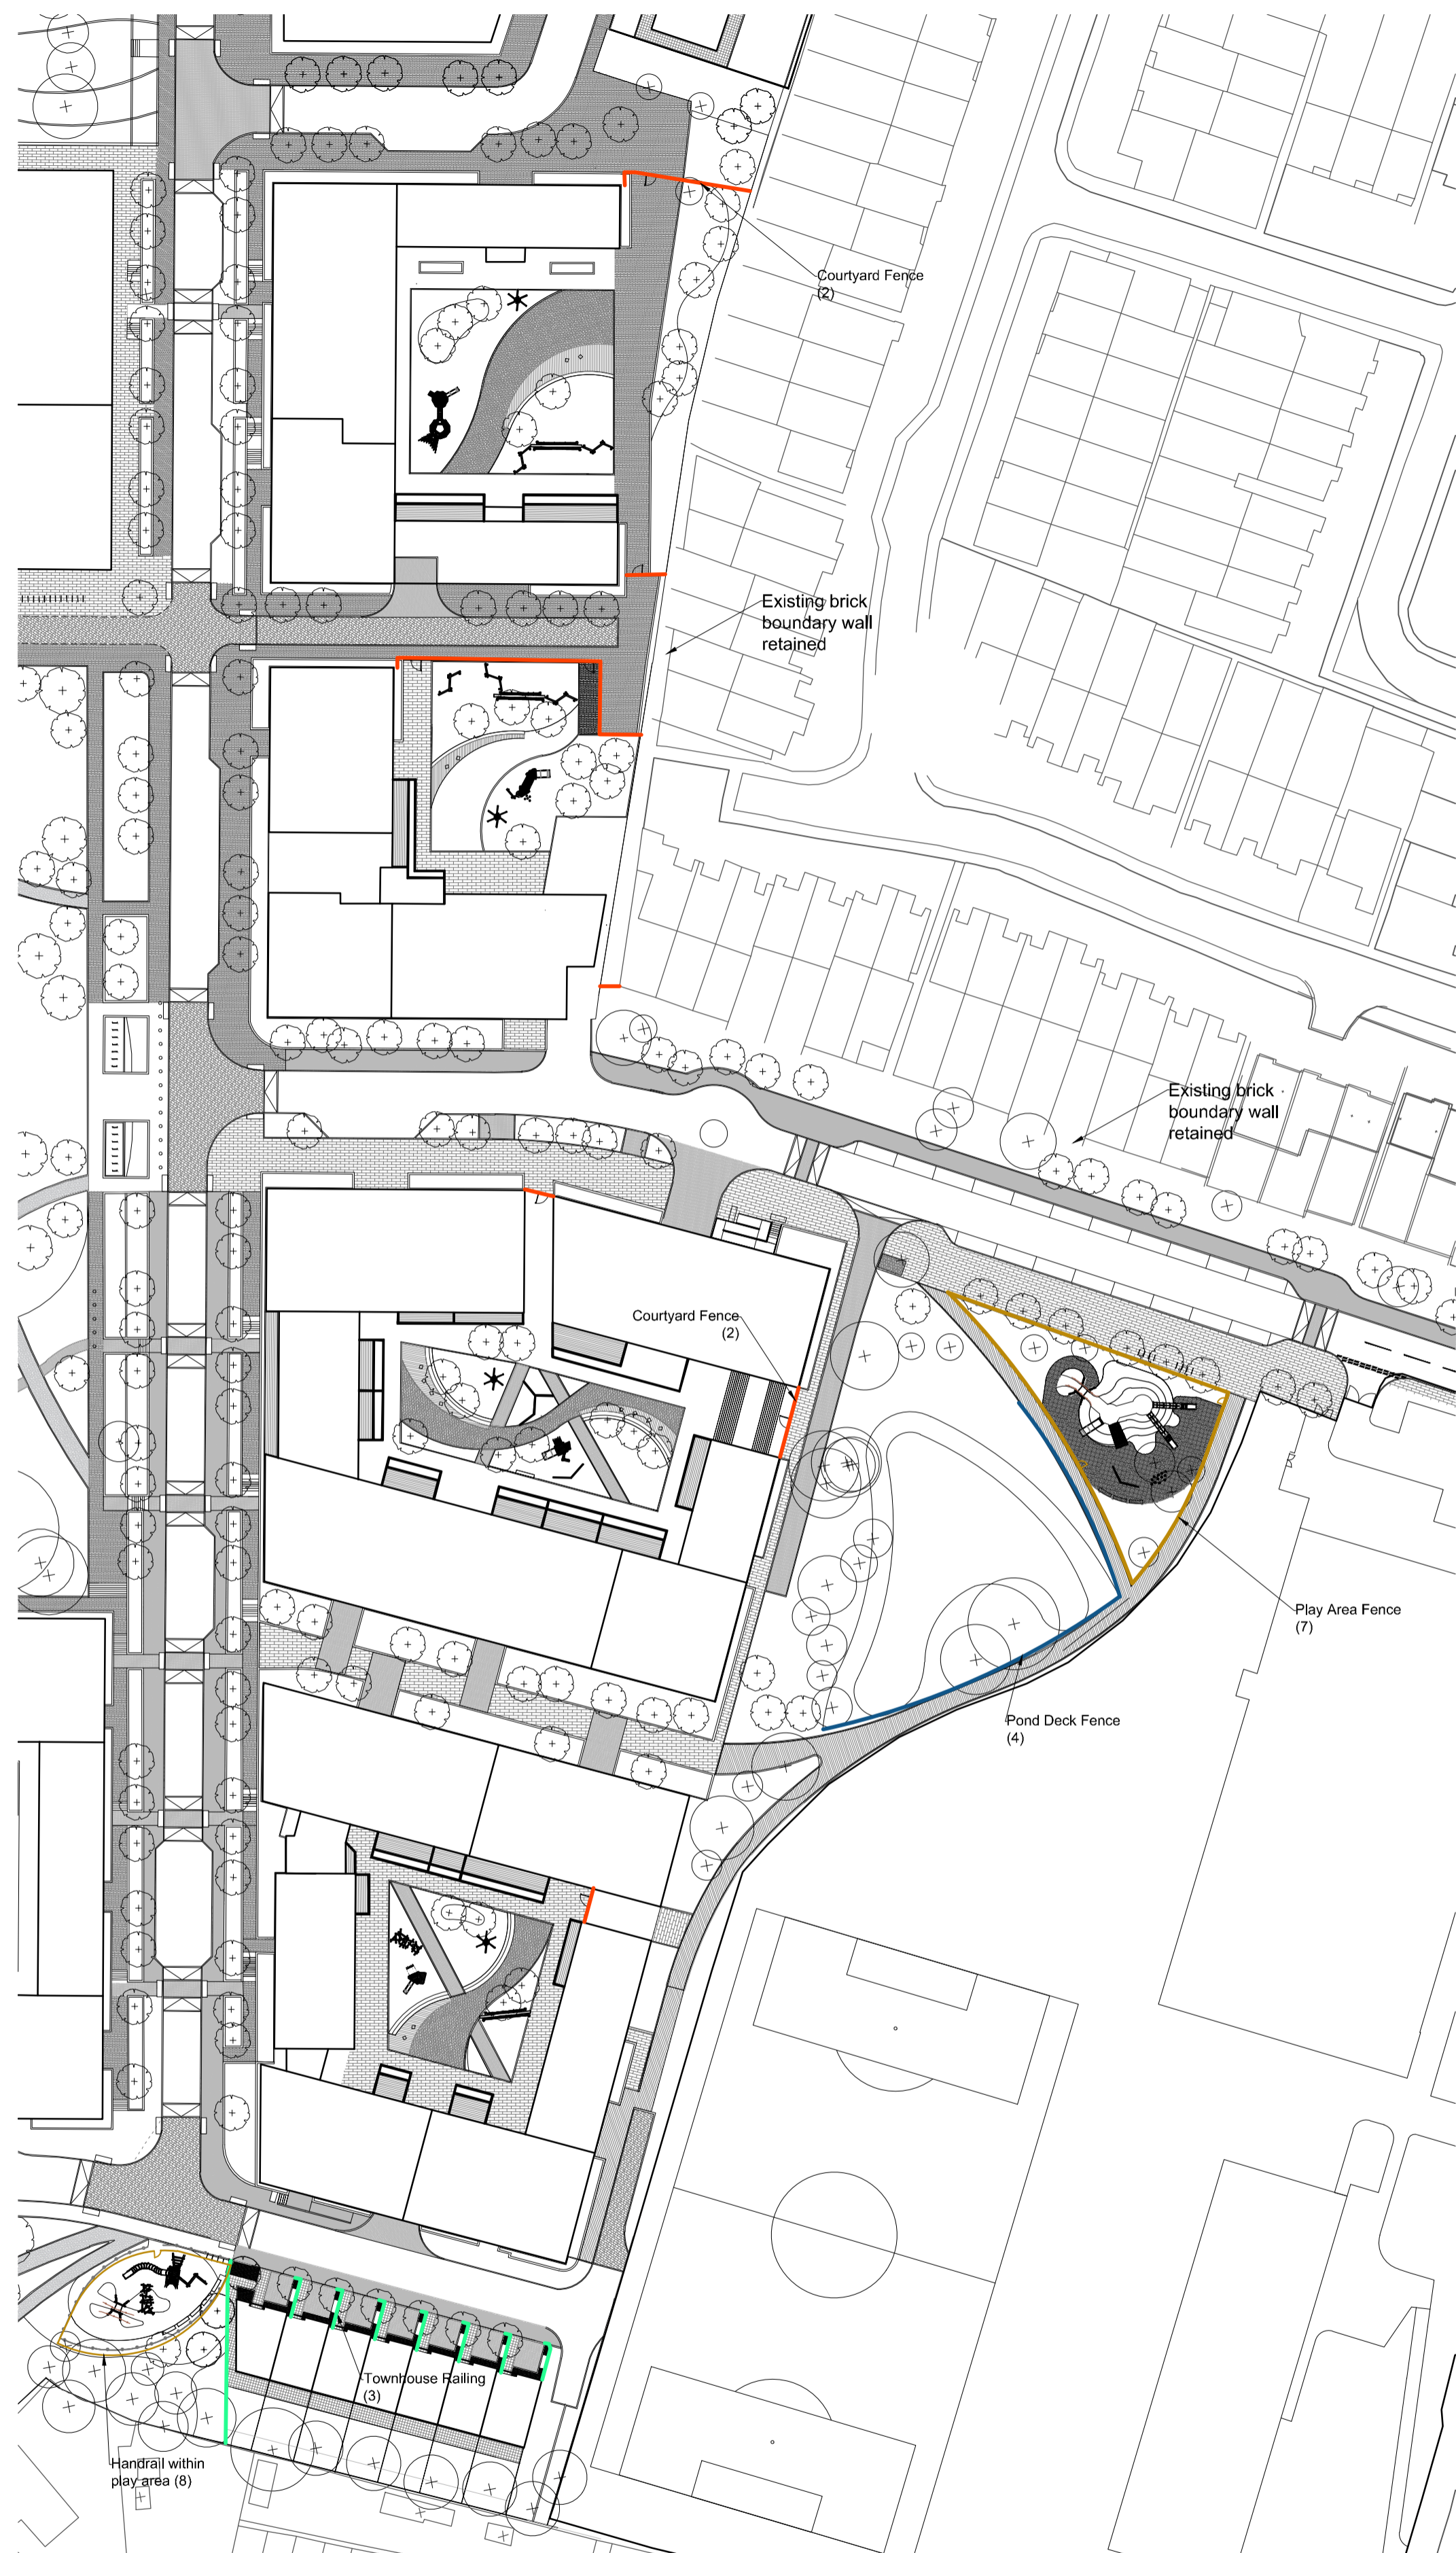 Courtyard Fence
(2)
Existing brick
boundary wall
retained
Existing brick
boundary wall
retained
Courtyard Fence
(2)
Play Area Fence
(7)
Pond Deck Fence
(4)
Townhouse Railing
(3)
Handrail within
play area (8)